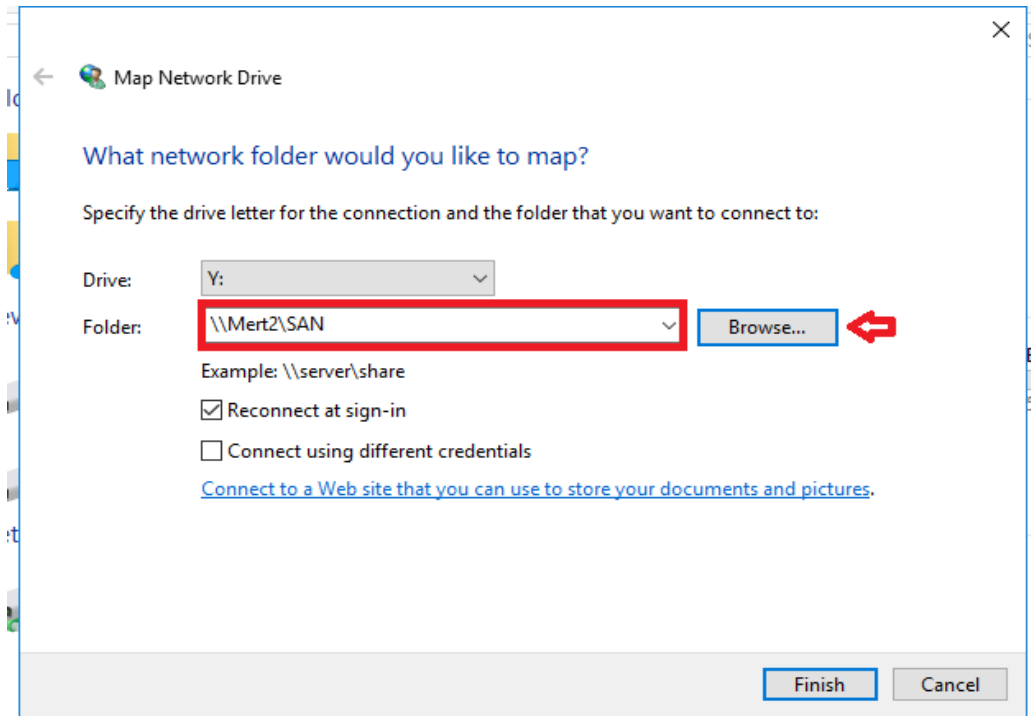 Map Network Drive
What network folder would you like to map?
Specify the drive letter for the connection and the folder that you want to connect to:
Drive: Y:
Folder: \\Mert2\SAN Browse...
Example: \\server\share
Reconnect at sign-in
Connect using different credentials
Connect to a Web site that you can use to store your documents and pictures.
Finish Cancel